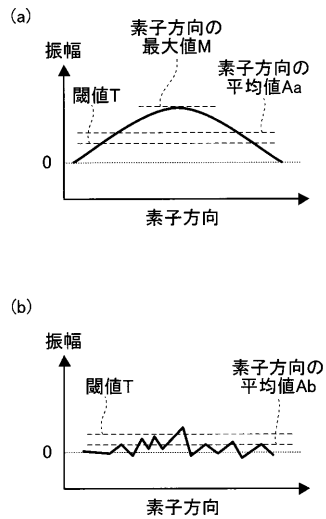 (a)
素子方向の
最大値M
振幅
素子方向の
平均値Aa
閾値T
0
素子方向
(b)
振幅
素子方向の
平均値Ab
閾値T
0
素子方向